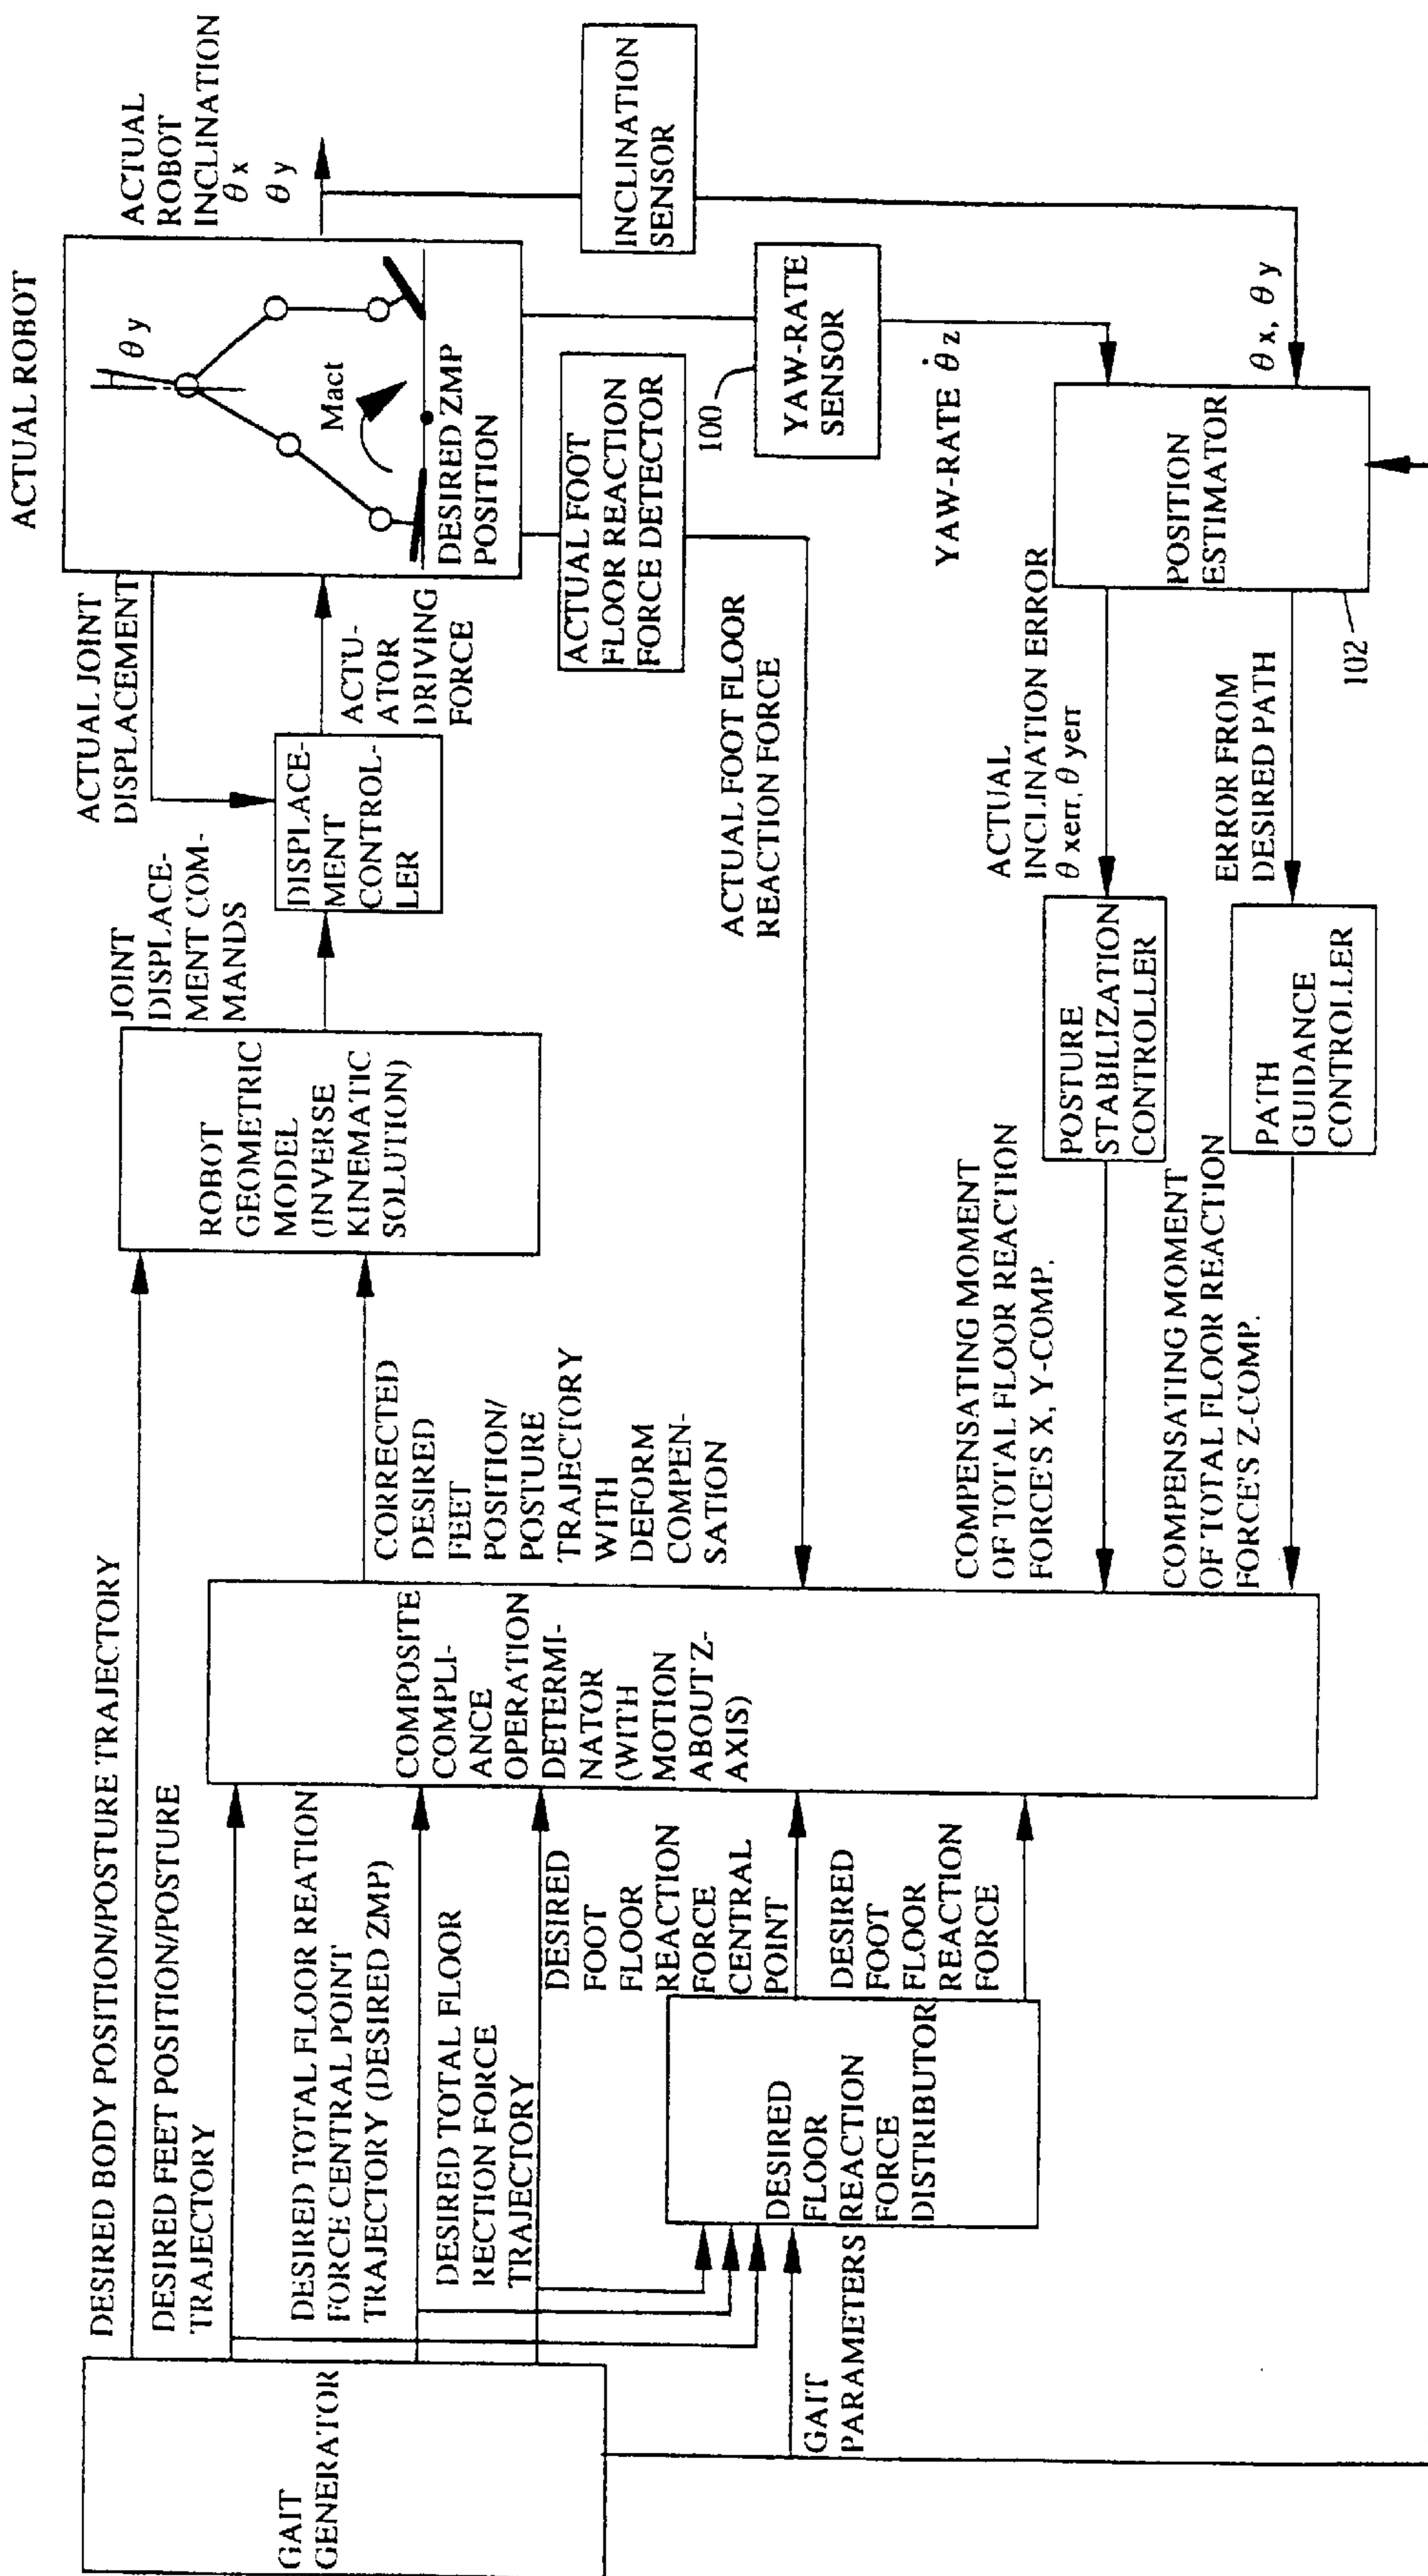 ACTUAL ROBOT
θ y
Mact
DESIRED ZMP
POSITION
ACTUAL
ROBOT
INCLINATION
θ x
θ y
INCLINATION
SENSOR
ACTUAL JOINT
DISPLACEMENT
ACTU-
ATOR
DRIVING
FORCE
DISPLACE-
MENT
CONTROL-
LER
JOINT
DISPLACE-
MENT COM-
MANDS
ROBOT
GEOMETRIC
MODEL
(INVERSE
KINEMATIC
SOLUTION)
ACTUAL FOOT
FLOOR REACTION
FORCE DETECTOR
100
YAW-RATE
SENSOR
ACTUAL FOOT FLOOR
REACTION FORCE
YAW-RATE θ̇ z
θ x, θ y
POSITION
ESTIMATOR
102
ACTUAL
INCLINATION ERROR
θ xerr, θ yerr
ERROR FROM
DESIRED PATH
POSTURE
STABILIZATION
CONTROLLER
PATH
GUIDANCE
CONTROLLER
COMPENSATING MOMENT
OF TOTAL FLOOR REACTION
FORCE'S X, Y-COMP.
COMPENSATING MOMENT
OF TOTAL FLOOR REACTION
FORCE'S Z-COMP.
CORRECTED
DESIRED
FEET
POSITION/
POSTURE
TRAJECTORY
WITH
DEFORM
COMPEN-
SATION
COMPOSITE
COMPLI-
ANCE
OPERATION
DETERMI-
NATOR
(WITH
MOTION
ABOUT Z-
AXIS)
DESIRED BODY POSITION/POSTURE TRAJECTORY
DESIRED FEET POSITION/POSTURE
TRAJECTORY
DESIRED TOTAL FLOOR REATION
FORCE CENTRAL POINT
TRAJECTORY (DESIRED ZMP)
DESIRED TOTAL FLOOR
RECTION FORCE
TRAJECTORY
DESIRED
FOOT
FLOOR
REACTION
FORCE
CENTRAL
POINT
DESIRED
FOOT
FLOOR
REACTION
FORCE
DESIRED
FLOOR
REACTION
FORCE
DISTRIBUTOR
GAIT
PARAMETERS
GAIT
GENERATOR